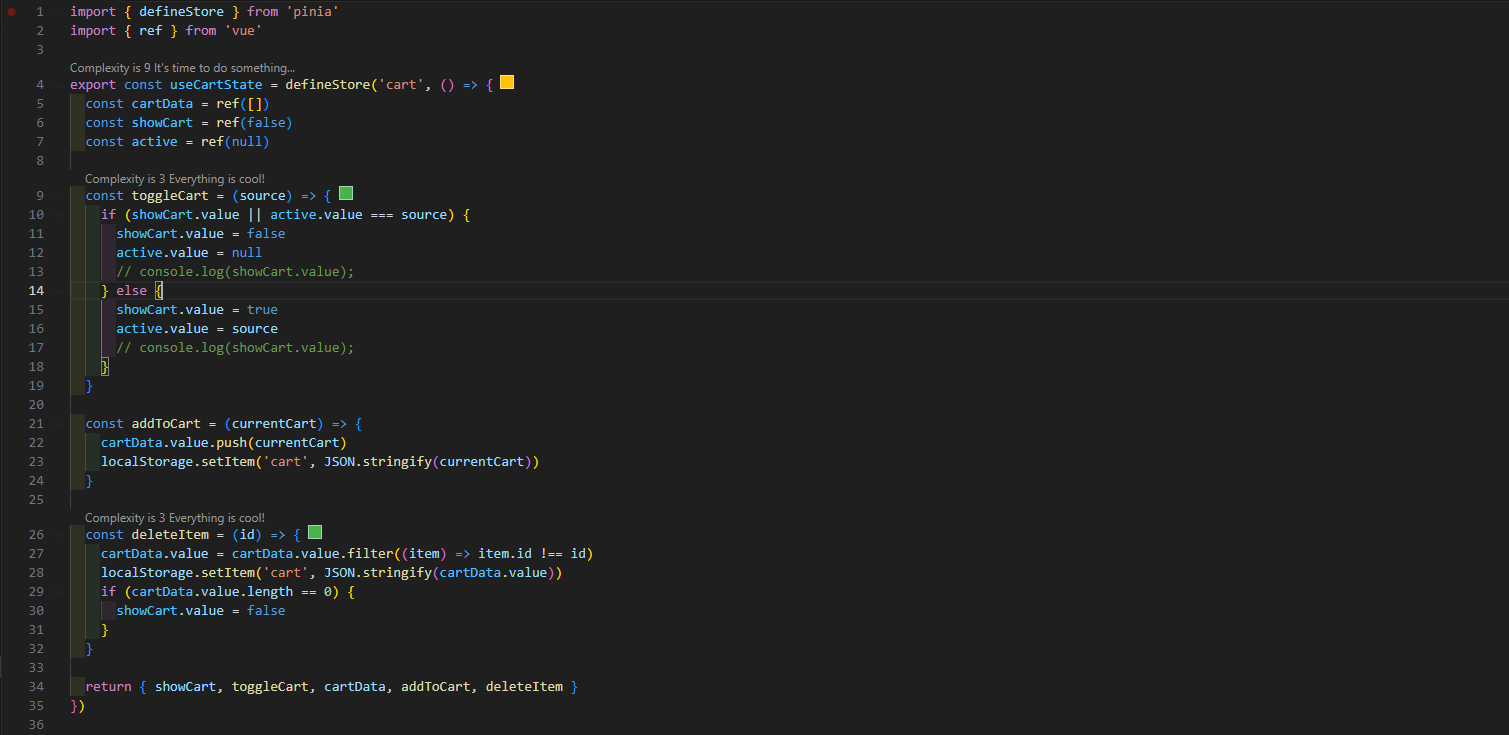 1 import { defineStore } from 'pinia'
2 import { ref } from 'vue'
3
Complexity is 9 It's time to do something...
4 export const useCartState = defineStore('cart', () => {
5   const cartData = ref([])
6   const showCart = ref(false)
7   const active = ref(null)
8
Complexity is 3 Everything is cool!
9   const toggleCart = (source) => {
10     if (showCart.value || active.value === source) {
11       showCart.value = false
12       active.value = null
13       // console.log(showCart.value);
14     } else {
15       showCart.value = true
16       active.value = source
17       // console.log(showCart.value);
18     }
19   }
20
21   const addToCart = (currentCart) => {
22     cartData.value.push(currentCart)
23     localStorage.setItem('cart', JSON.stringify(currentCart))
24   }
25
Complexity is 3 Everything is cool!
26   const deleteItem = (id) => {
27     cartData.value = cartData.value.filter((item) => item.id !== id)
28     localStorage.setItem('cart', JSON.stringify(cartData.value))
29     if (cartData.value.length == 0) {
30       showCart.value = false
31     }
32   }
33
34   return { showCart, toggleCart, cartData, addToCart, deleteItem }
35 })
36